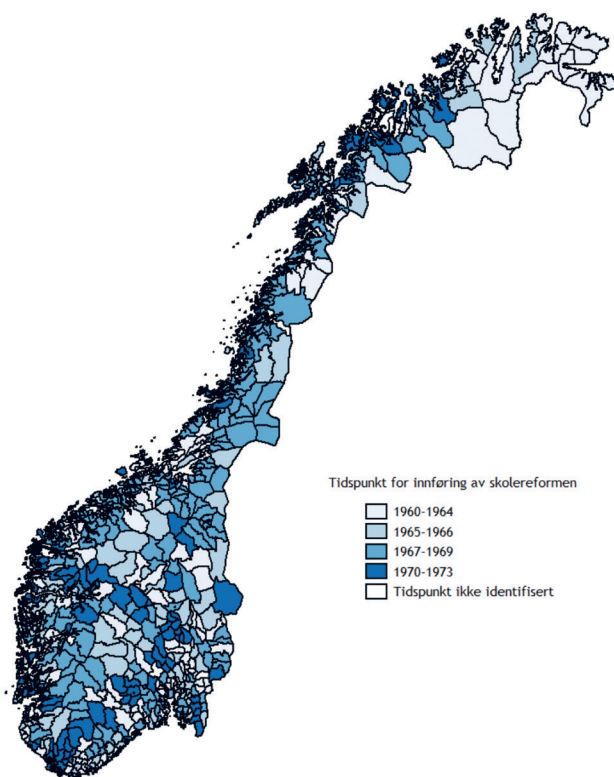 Tidspunkt for innføring av skolereformen
1960-1964
1965-1966
1967-1969
1970-1973
Tidspunkt ikke identifisert